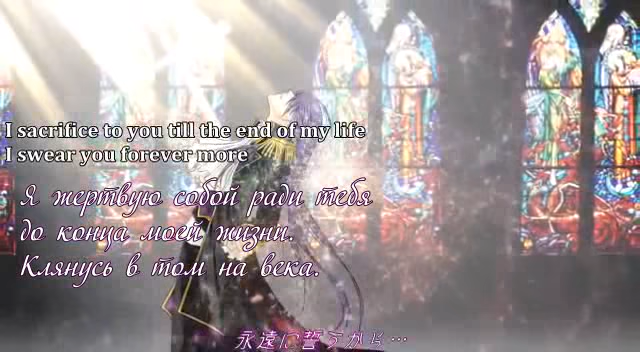 I sacrifice to you till the end of my life
I swear you forever more
Я жертвую собой ради тебя
до конца моей жизни.
Клянусь в том на века.
永遠に誓うから…